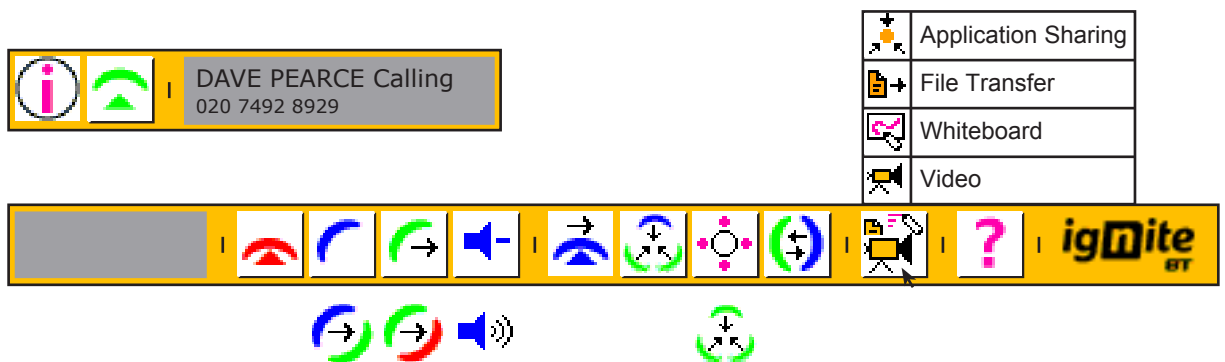 Application Sharing
DAVE PEARCE Calling
020 7492 8929
File Transfer
Whiteboard
Video
?
ignite
BT